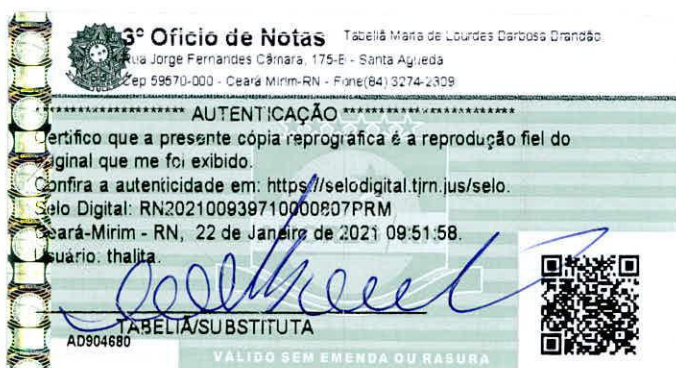 3º Ofício de Notas Tabeliã Maria de Lourdes Barbosa Brandão
Rua Jorge Fernandes Câmara, 175-B - Santa Agueda
Cep 59570-000 - Ceará Mirim-RN - Fone(84) 3274-2309
******************* AUTENTICAÇÃO ***********************
Certifico que a presente cópia reprográfica é a reprodução fiel do
original que me foi exibido.
Confira a autenticidade em: https://selodigital.tjrn.jus/selo.
Selo Digital: RN202100939710000807PRM
Ceará-Mirim - RN, 22 de Janeiro de 2021 09:51:58.
Usuário: thalita.
TABELIÃ/SUBSTITUTA
AD904680
VÁLIDO SEM EMENDA OU RASURA